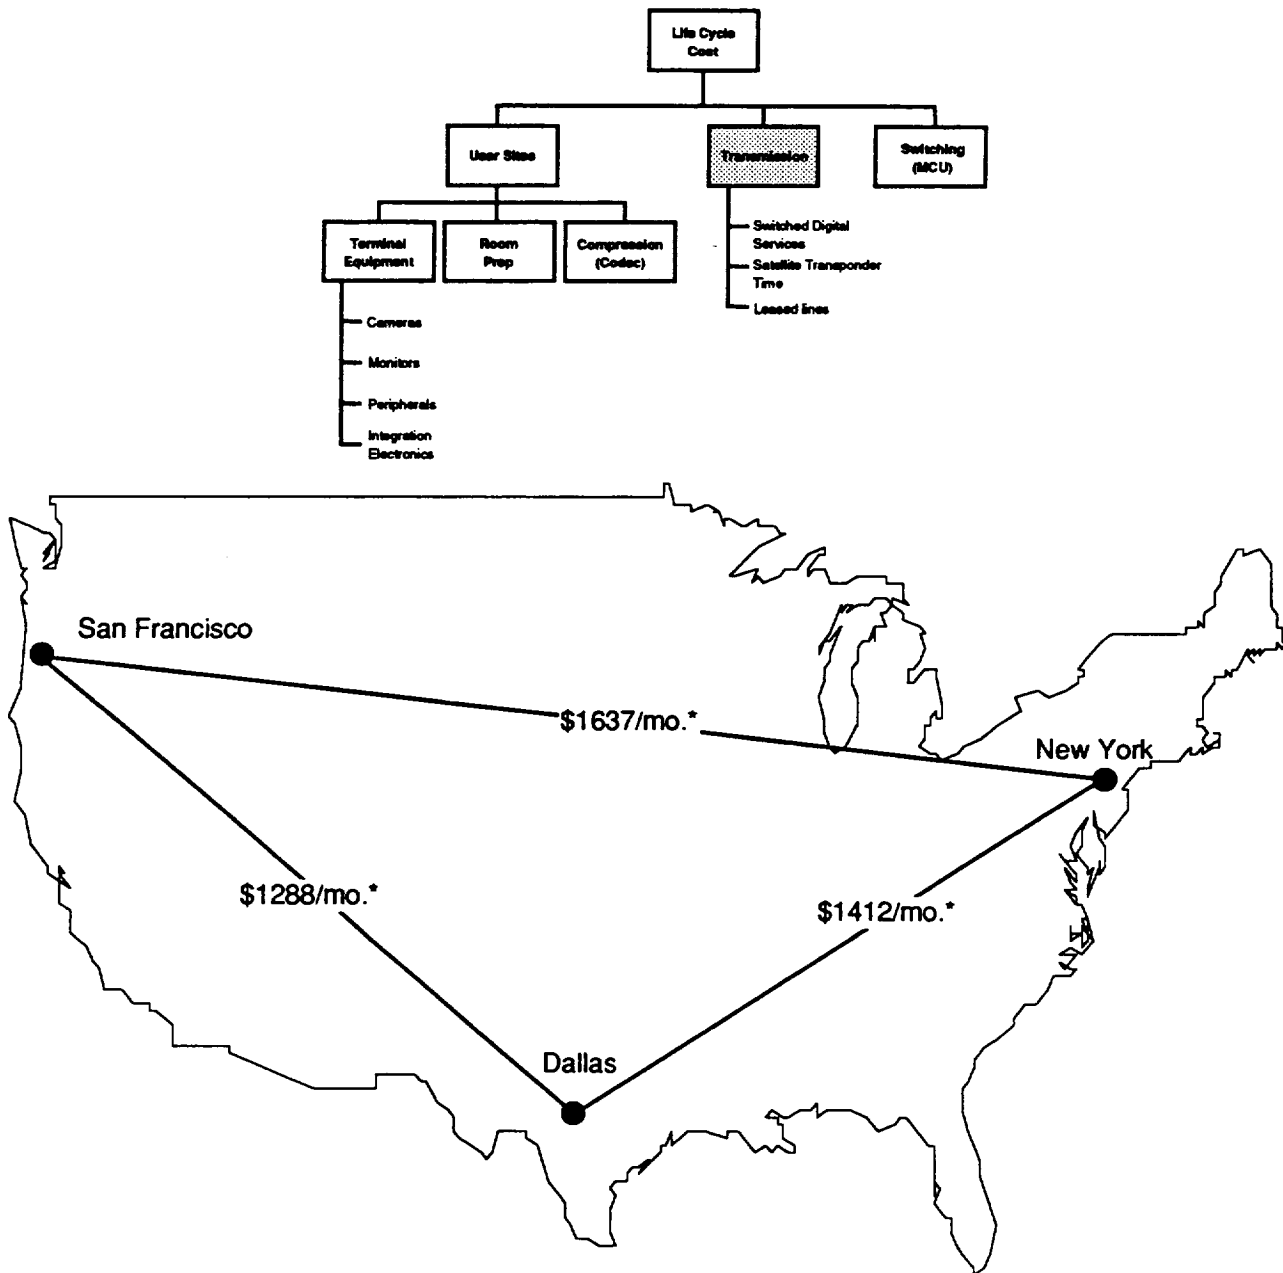 Life Cycle
Cost
User Sites
Transmission
Switching
(MCU)
Terminal
Equipment
Room
Prep
Compression
(Codec)
Switched Digital
Services
Satellite Transponder
Time
Leased lines
Cameras
Monitors
Peripherals
Integration
Electronics
San Francisco
$1637/mo.*
New York
$1288/mo.*
$1412/mo.*
Dallas